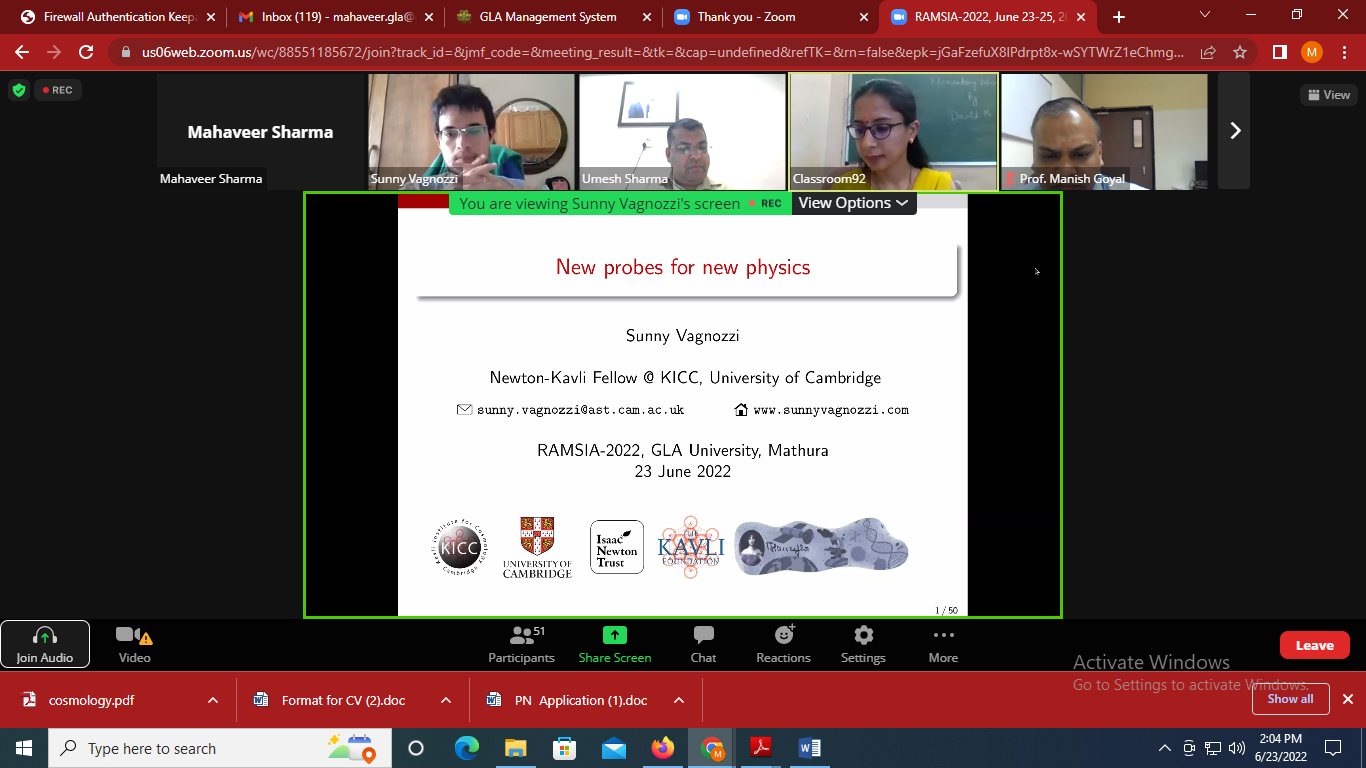 Firewall Authentication Keep
Inbox (119) - mahaveer.gla@
GLA Management System
Thank you - Zoom
RAMSIA-2022, June 23-25, 2
us06web.zoom.us/wc/88551185672/join?track_id=&jmf_code=&meeting_result=&tk=&cap=undefined&refTK=&rn=false&epk=jGaFzefuX8lPdrpt8x-wSYTWrZ1eChmg...
M
REC
View
Mahaveer Sharma
Mahaveer Sharma
Sunny Vagnozzi
Umesh Sharma
Classroom92
Prof. Manish Goyal
You are viewing Sunny Vagnozzi's screen
REC
View Options
New probes for new physics
Sunny Vagnozzi
Newton-Kavli Fellow @ KICC, University of Cambridge
sunny.vagnozzi@ast.cam.ac.uk
www.sunnyvagnozzi.com
RAMSIA-2022, GLA University, Mathura
23 June 2022
Kavli Institute for Cosmology Cambridge
KICC
UNIVERSITY OF
CAMBRIDGE
Isaac
Newton
Trust
KAVLI
FOUNDATION
1 / 50
Join Audio
Video
51
Participants
Share Screen
Chat
Reactions
Settings
More
Leave
Activate Windows
Go to Settings to activate Windows.
cosmology.pdf
Format for CV (2).doc
PN Application (1).doc
Show all
Type here to search
2:04 PM
6/23/2022